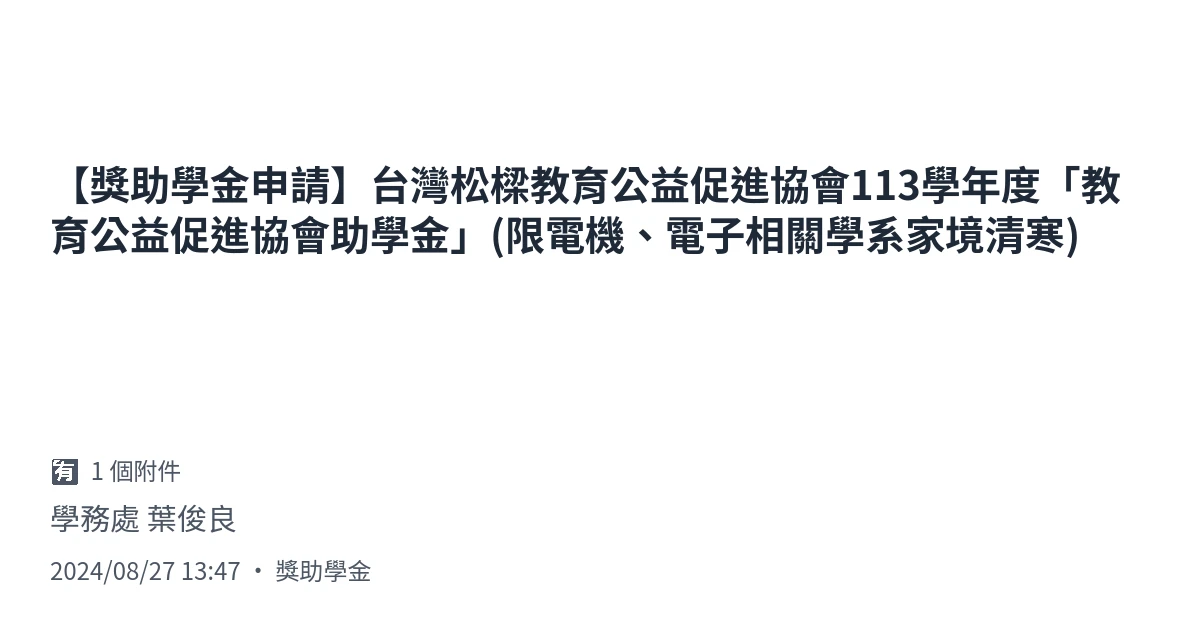 【獎助學金申請】台灣松樑教育公益促進協會113學年度「教
育公益促進協會助學金」(限電機、電子相關學系家境清寒)
有 1 個附件
學務處 葉俊良
2024/08/27 13:47 • 獎助學金